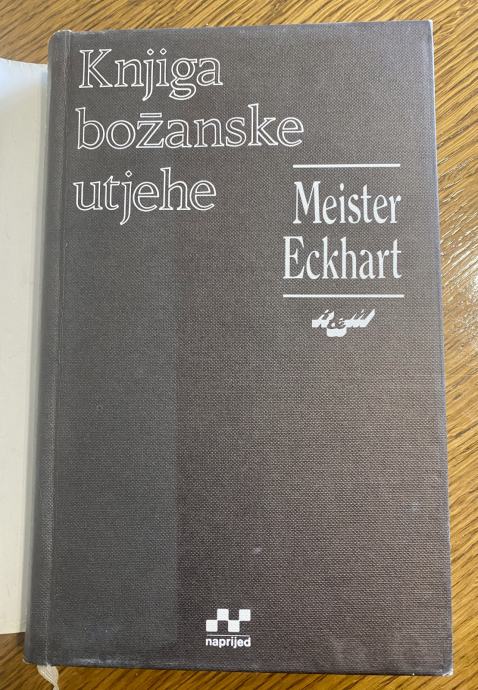 Knjiga
božanske
utjehe
Meister
Eckhart
naprijed